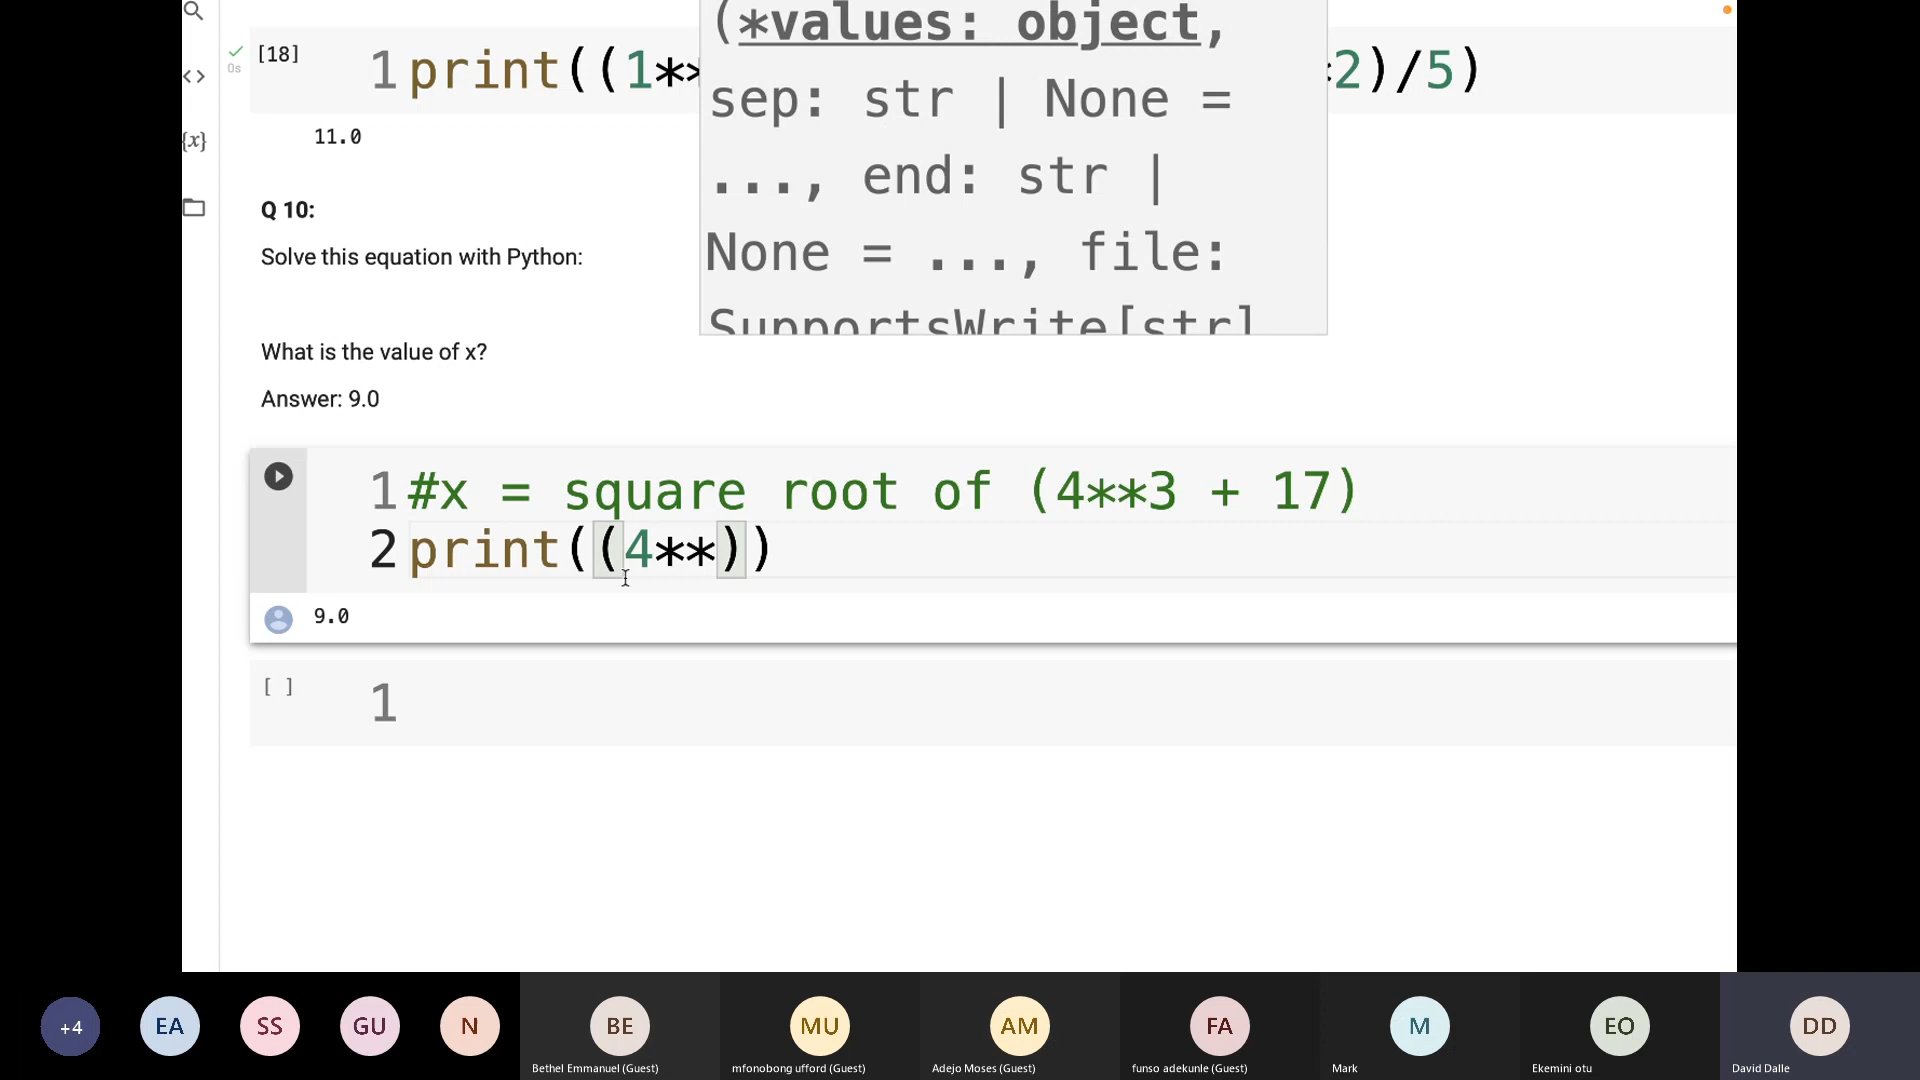 (*values: object,
sep: str | None =
..., end: str |
None = ..., file:
SupportsWrite[str]
[18]
1 print((1** *2)/5)
0s
{x}
11.0
Q 10:
Solve this equation with Python:
What is the value of x?
Answer: 9.0
1 #x = square root of (4**3 + 17)
2 print((4**))
9.0
[ ]
1
+4
EA
SS
GU
N
BE
MU
AM
FA
M
EO
DD
Bethel Emmanuel (Guest)
mfonobong ufford (Guest)
Adejo Moses (Guest)
funso adekunle (Guest)
Mark
Ekemini otu
David Dalle